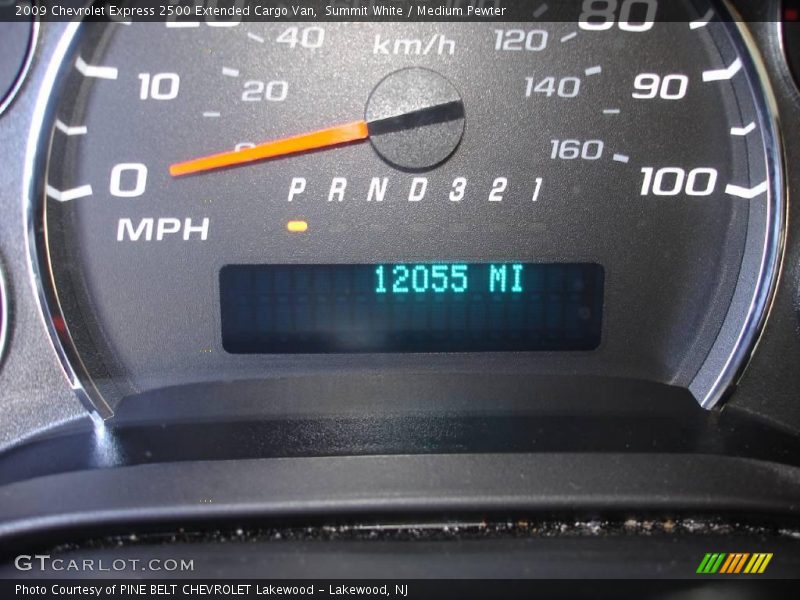 2009 Chevrolet Express 2500 Extended Cargo Van, Summit White / Medium Pewter
40 km/h 120 80
10 20 140 90
0 0 160 100
P R N D 3 2 1
MPH
12055 MI
GTCARLOT.COM
Photo Courtesy of PINE BELT CHEVROLET Lakewood - Lakewood, NJ